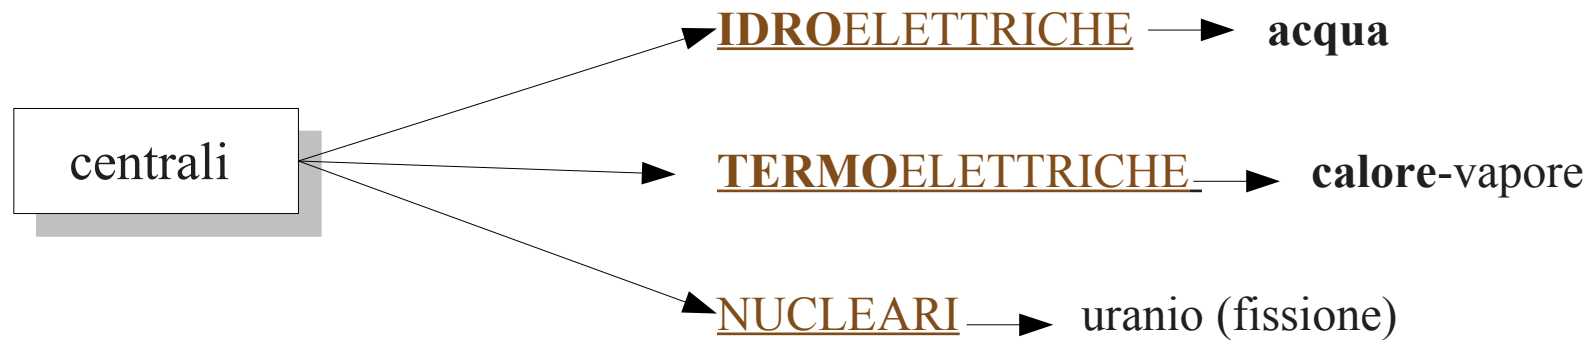 IDROELETTRICHE acqua
centrali
TERMOELETTRICHE calore-vapore
NUCLEARI uranio (fissione)